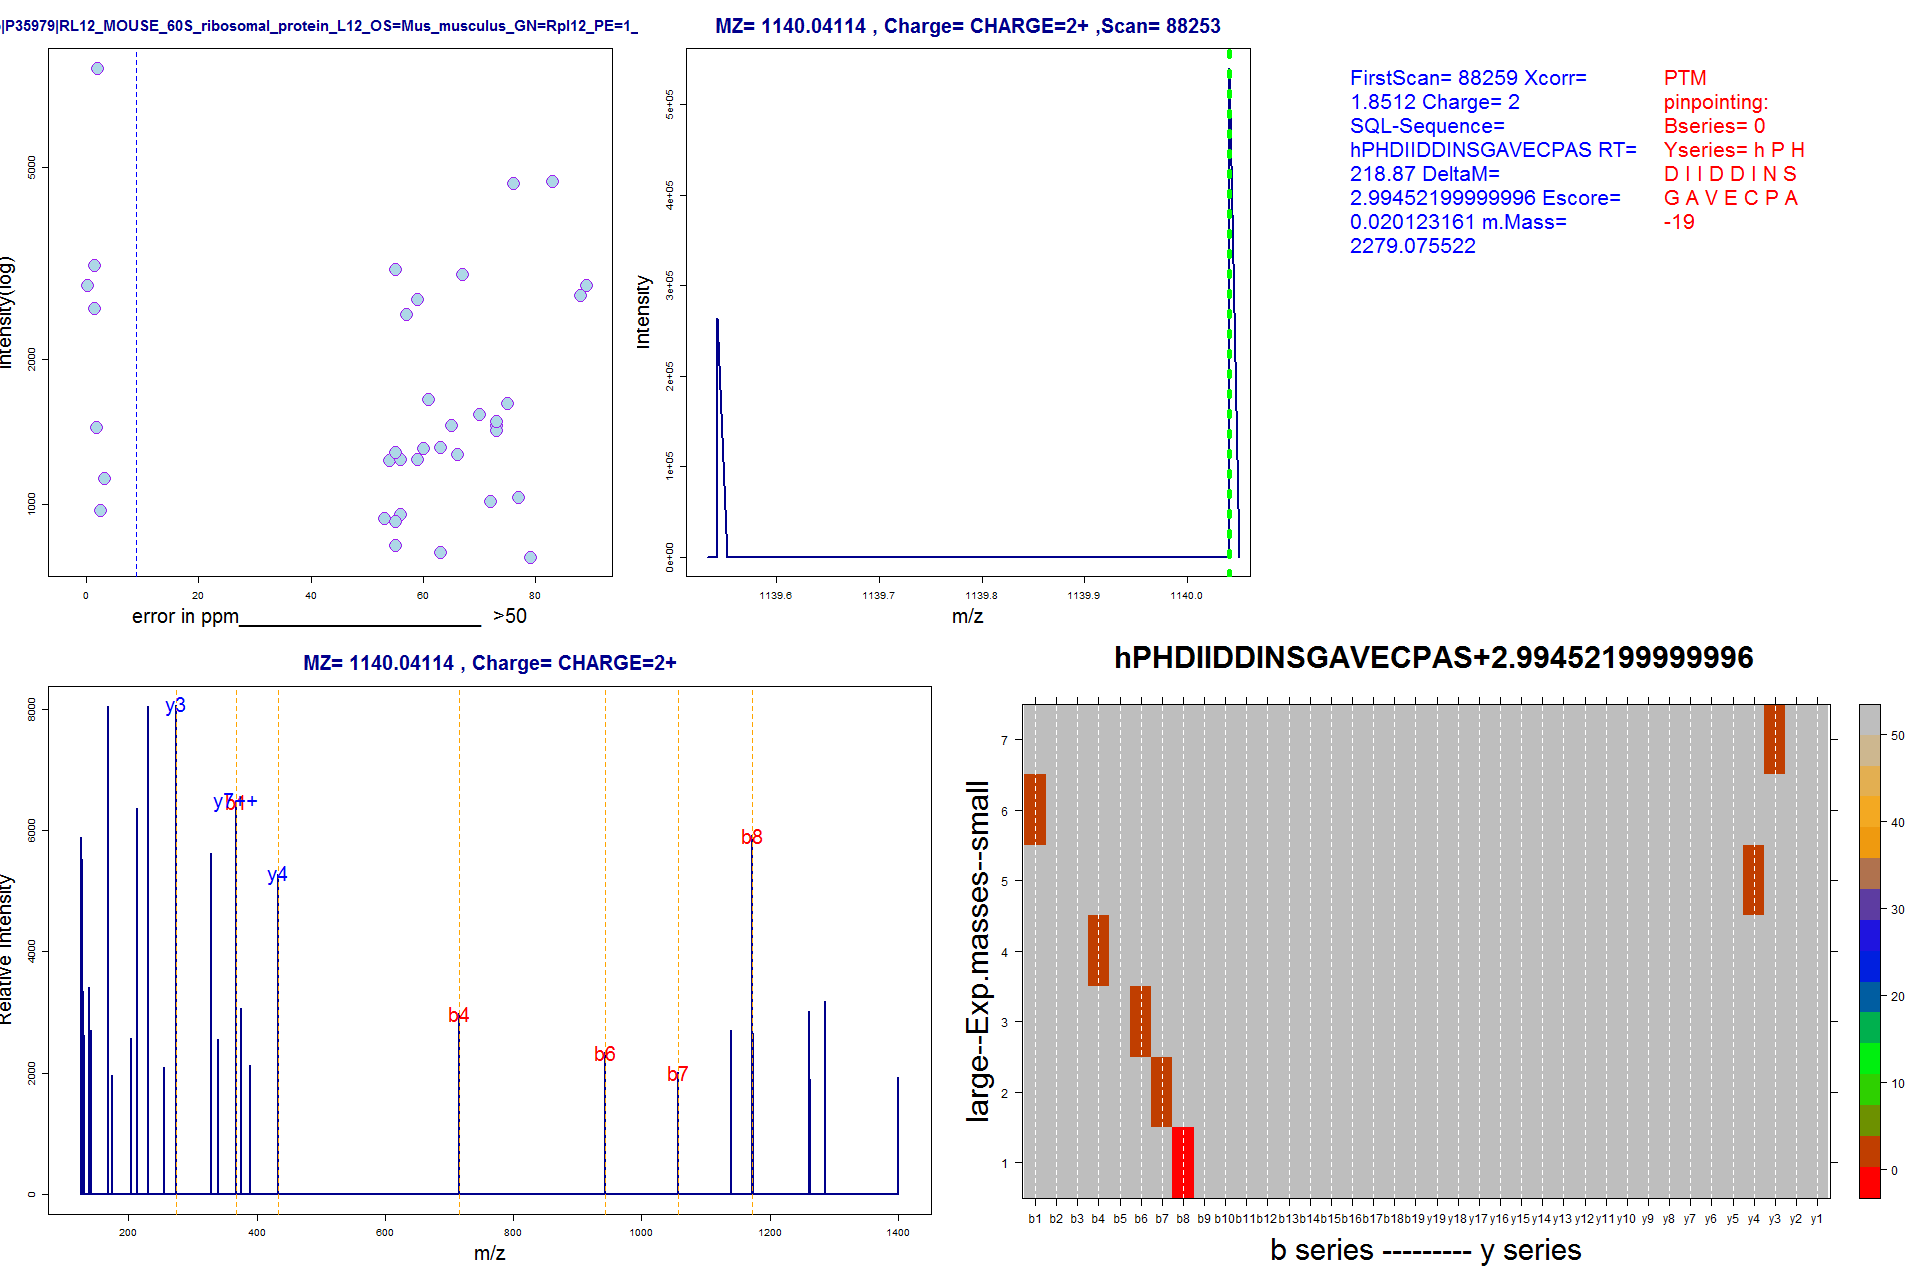 |P35979|RL12_MOUSE_60S_ribosomal_protein_L12_OS=Mus_musculus_GN=Rpl12_PE=1_
Intensity(log)
5000
2000
1000
0 20 40 60 80
error in ppm______________________ >50
MZ= 1140.04114 , Charge= CHARGE=2+ ,Scan= 88253
Intensity
5e+05
4e+05
3e+05
2e+05
1e+05
0e+00
1139.6 1139.7 1139.8 1139.9 1140.0
m/z
FirstScan= 88259 Xcorr=
1.8512 Charge= 2
SQL-Sequence=
hPHDIIDDINSGAVECPAS RT=
218.87 DeltaM=
2.99452199999996 Escore=
0.020123161 m.Mass=
2279.075522
PTM
pinpointing:
Bseries= 0
Yseries= h P H
D I I D D I N S
G A V E C P A
-19
MZ= 1140.04114 , Charge= CHARGE=2+
Relative Intensity
8000
6000
4000
2000
0
y3
y7++
b1
y4
b4
b6
b7
b8
200 400 600 800 1000 1200 1400
m/z
hPHDIIDDINSGAVECPAS+2.99452199999996
large--Exp.masses--small
7
6
5
4
3
2
1
b1 b2 b3 b4 b5 b6 b7 b8 b9 b10 b11 b12 b13 b14 b15 b16 b17 b18 b19 y19 y18 y17 y16 y15 y14 y13 y12 y11 y10 y9 y8 y7 y6 y5 y4 y3 y2 y1
b series --------- y series
50
40
30
20
10
0